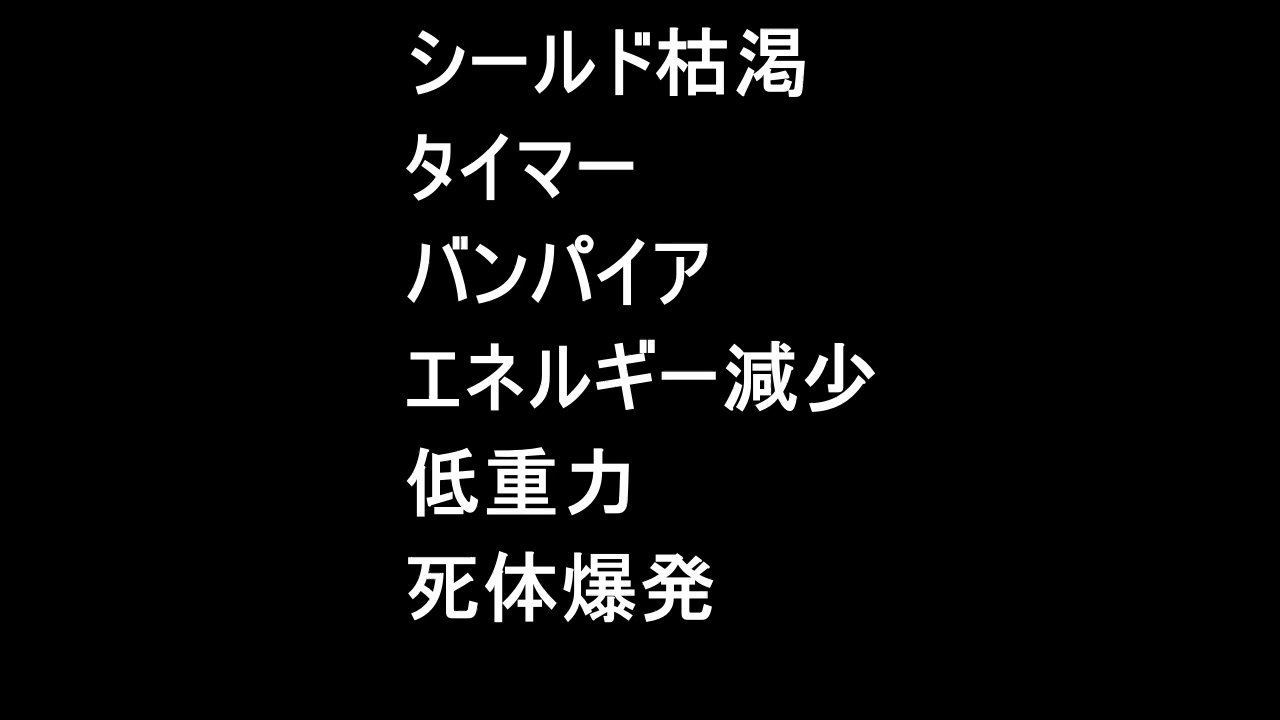 シールド枯渇
タイマー
バンパイア
エネルギー減少
低重力
死体爆発